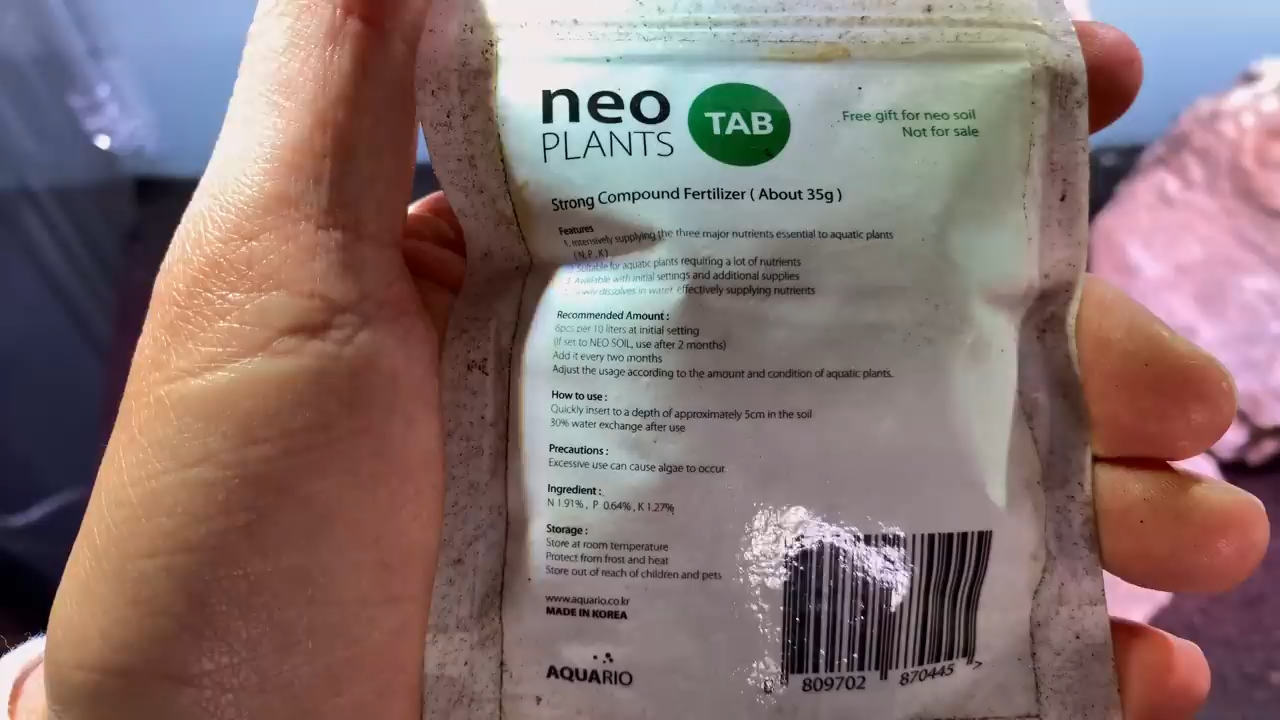 neo
PLANTS
TAB
Free gift for neo soil
Not for sale
Strong Compound Fertilizer ( About 35g )
Features
1. Intensively supplying the three major nutrients essential to aquatic plants
(N,P,K)
Suitable for aquatic plants requiring a lot of nutrients
3. Available with initial settings and additional supplies
dissolves in water effectively supplying nutrients
Recommended Amount :
6pcs per 10 liters at initial setting
(If set to NEO SOIL, use after 2 months)
Add it every two months
Adjust the usage according to the amount and condition of aquatic plants.
How to use :
Quickly insert to a depth of approximately 5cm in the soil
30% water exchange after use
Precautions :
Excessive use can cause algae to occur
Ingredient :
N 1.91% , P 0.64% , K 1.27%
Storage :
Store at room temperature
Protect from frost and heat
Store out of reach of children and pets
www.aquario.co.kr
MADE IN KOREA
AQUARIO
809702 870445 >